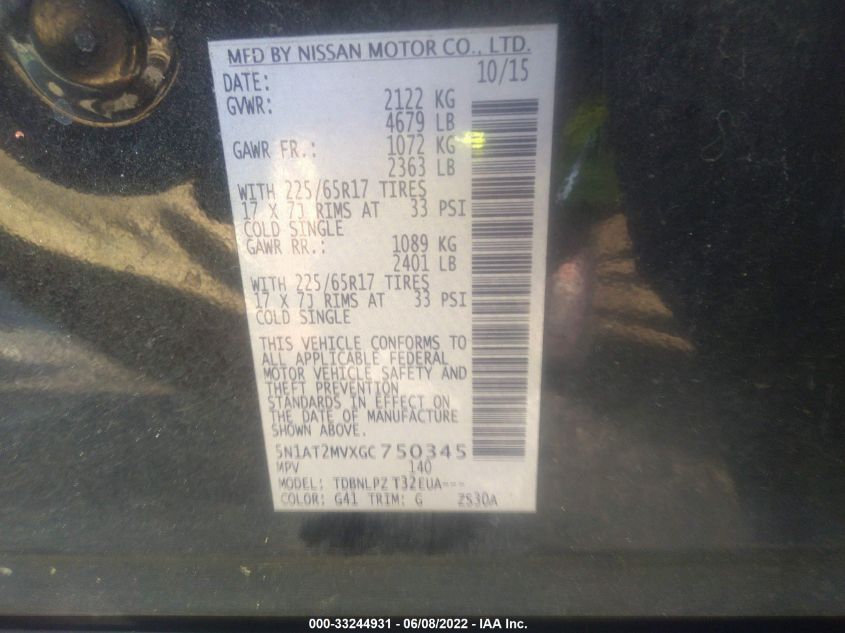 MFD BY NISSAN MOTOR CO., LTD.
DATE: 10/15
GVWR: 2122 KG
4679 LB
GAWR FR.: 1072 KG
2363 LB
WITH 225/65R17 TIRES
17 X 7J RIMS AT 33 PSI
COLD SINGLE
GAWR RR.: 1089 KG
2401 LB
WITH 225/65R17 TIRES
17 X 7J RIMS AT 33 PSI
COLD SINGLE
THIS VEHICLE CONFORMS TO
ALL APPLICABLE FEDERAL
MOTOR VEHICLE SAFETY AND
THEFT PREVENTION
STANDARDS IN EFFECT ON
THE DATE OF MANUFACTURE
SHOWN ABOVE.
5N1AT2MVXGC750345
MPV 140
MODEL: TDBNLPZ T32EUA---
COLOR: G41 TRIM: G ZS30A
000-33244931 - 06/08/2022 - IAA Inc.